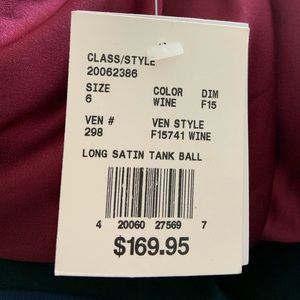 CLASS/STYLE
20062386
SIZE COLOR DIM
6 WINE F15
VEN # VEN STYLE
298 F15741 WINE
LONG SATIN TANK BALL
4 20060 27569 7
$169.95